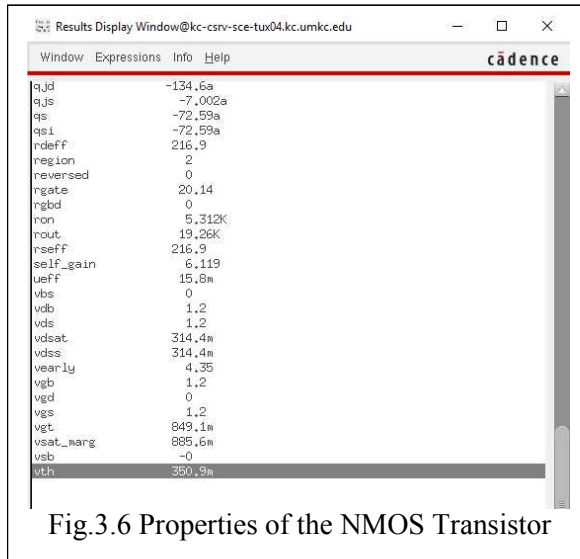 Results Display Window@kc-csrv-sce-tux04.kc.umkc.edu
Window Expressions Info Help cādence
qjd -134.6a
qjs -7.002a
qs -72.59a
qsi -72.59a
rdeff 216.9
region 2
reversed 0
rgate 20.14
rgbd 0
ron 5.312K
rout 19.26K
rseff 216.9
self_gain 6.119
ueff 15.8m
vbs 0
vdb 1.2
vds 1.2
vdsat 314.4m
vdss 314.4m
vearly 4.35
vgb 1.2
vgd 0
vgs 1.2
vgt 849.1m
vsat_marg 885.6m
vsb -0
vth 350.9m
Fig.3.6 Properties of the NMOS Transistor